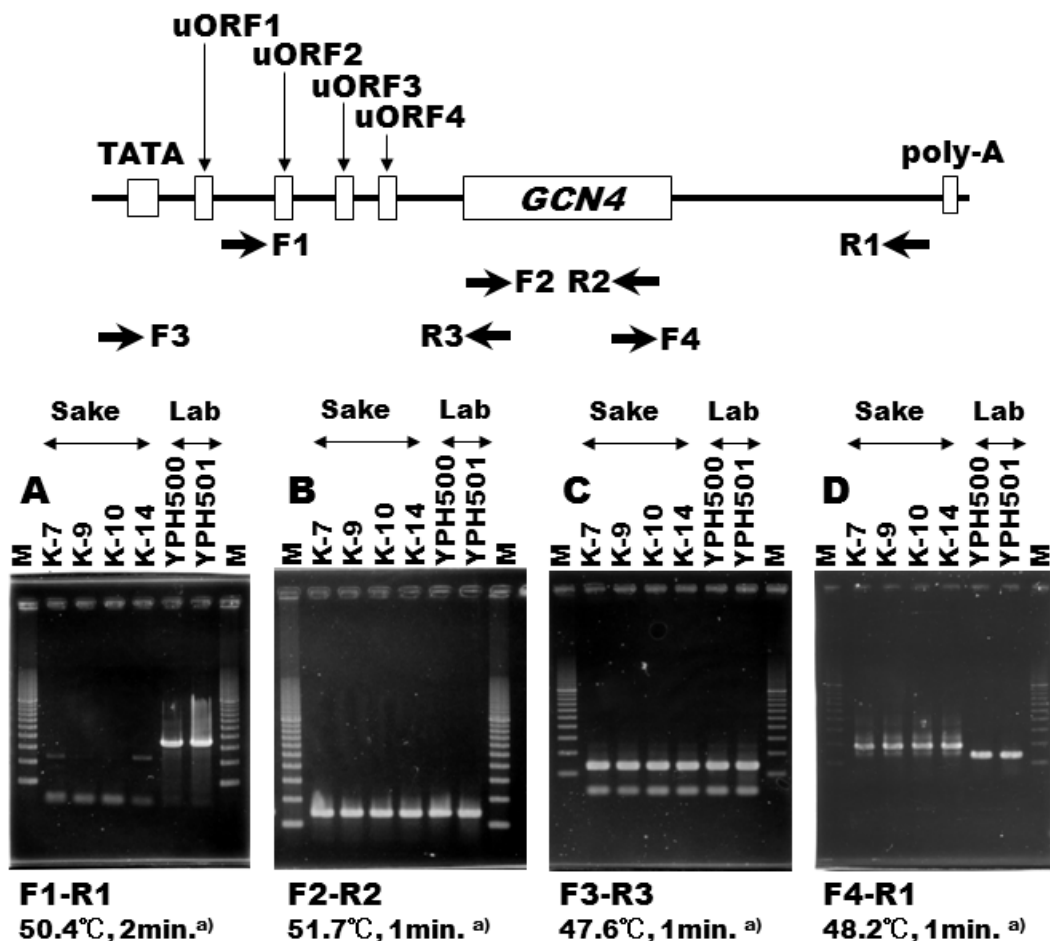 uORF1
uORF2
uORF3
uORF4
TATA
poly-A
GCN4
F1
R1
F2 R2
F3
R3
F4
Sake Lab
Sake Lab
Sake Lab
Sake Lab
A
M K-7 K-9 K-10 K-14 YPH500 YPH501 M
B
M K-7 K-9 K-10 K-14 YPH500 YPH501 M
C
M K-7 K-9 K-10 K-14 YPH500 YPH501 M
D
M K-7 K-9 K-10 K-14 YPH500 YPH501 M
F1-R1
50.4℃, 2min. a)
F2-R2
51.7℃, 1min. a)
F3-R3
47.6℃, 1min. a)
F4-R1
48.2℃, 1min. a)